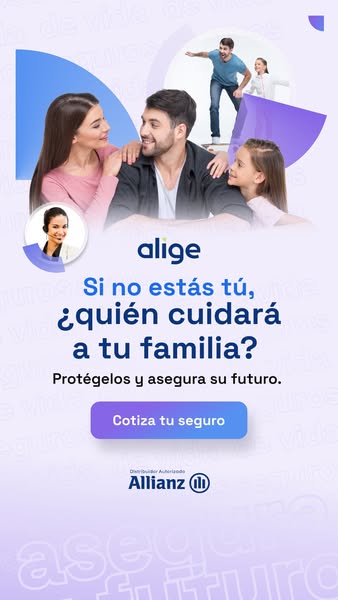 alige
Si no estás tú,
¿quién cuidará
a tu familia?
Protégelos y asegura su futuro.
Cotiza tu seguro
Distribuidor Autorizado
Allianz
asegura
futuro